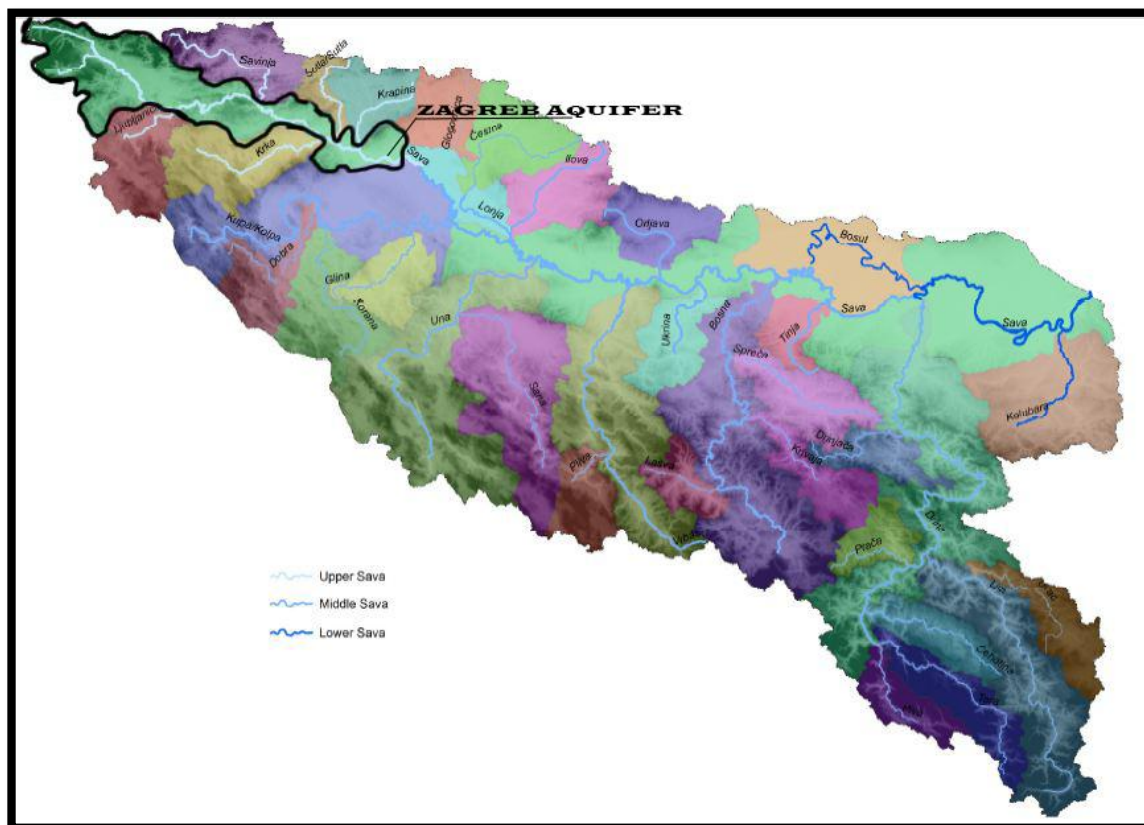 Savinja
Sotla/Sutla
Krapina
Glogovnica
Česma
ZAGREB AQUIFER
Ljubljanica
Krka
Sava
Ilova
Lonja
Kupa/Kolpa
Dobra
Orljava
Bosut
Glina
Korana
Una
Ukrina
Bosna
Tinja
Sava
Sava
Spreča
Sana
Kolubara
Drinjača
Krivaja
Pliva
Lašva
Vrbas
Drina
Prača
Lim
Uvac
Ćehotina
Tara
Piva
Upper Sava
Middle Sava
Lower Sava